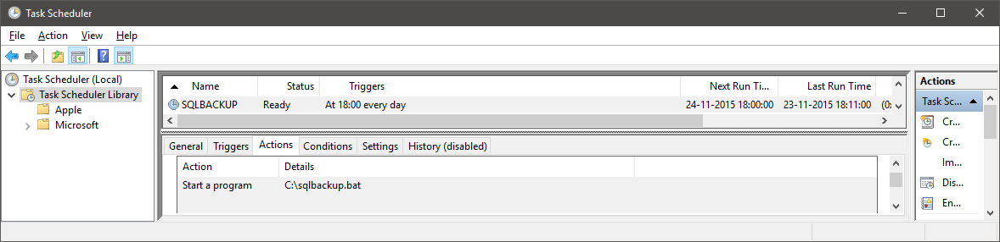 Task Scheduler
File Action View Help
Task Scheduler (Local)
Task Scheduler Library
Apple
Microsoft
Name Status Triggers Next Run Ti... Last Run Time
SQLBACKUP Ready At 18:00 every day 24-11-2015 18:00:00 23-11-2015 18:11:00 (0x
General Triggers Actions Conditions Settings History (disabled)
Action Details
Start a program C:\sqlbackup.bat
Actions
Task Sc...
Cr...
Cr...
Im...
Dis...
En...